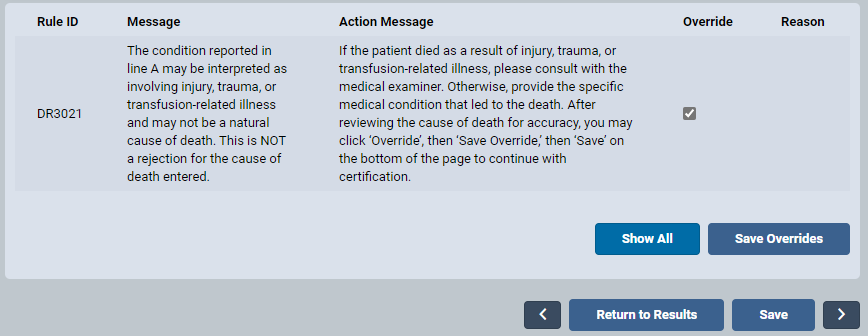 Rule ID Message Action Message Override Reason
DR3021
The condition reported in
line A may be interpreted as
involving injury, trauma, or
transfusion-related illness
and may not be a natural
cause of death. This is NOT
a rejection for the cause of
death entered.
If the patient died as a result of injury, trauma, or
transfusion-related illness, please consult with the
medical examiner. Otherwise, provide the specific
medical condition that led to the death. After
reviewing the cause of death for accuracy, you may
click ‘Override’, then ‘Save Override,’ then ‘Save’ on
the bottom of the page to continue with
certification.
Show All Save Overrides
Return to Results Save